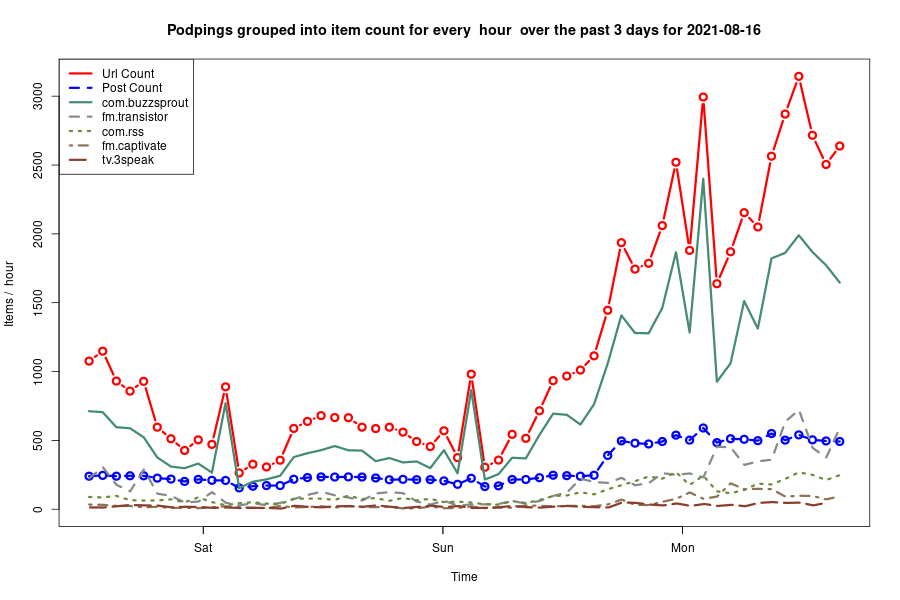 Podpings grouped into item count for every  hour  over the past 3 days for 2021-08-16
Url Count
Post Count
com.buzzsprout
fm.transistor
com.rss
fm.captivate
tv.3speak
Items / hour
3000
2500
2000
1500
1000
500
0
Sat
Sun
Mon
Time